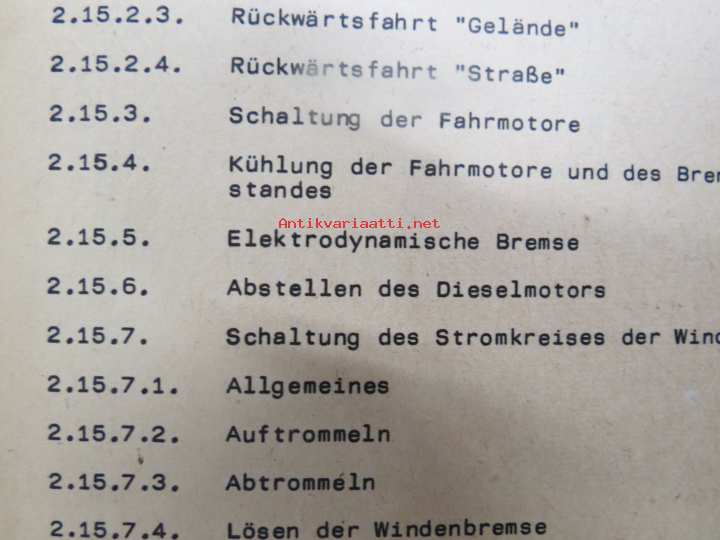 2.15.2.3. Rückwärtsfahrt "Gelände"
2.15.2.4. Rückwärtsfahrt "Straße"
2.15.3. Schaltung der Fahrmotore
2.15.4. Kühlung der Fahrmotore und des Brem
standes
Antikvariaatti.net
2.15.5. Elektrodynamische Bremse
2.15.6. Abstellen des Dieselmotors
2.15.7. Schaltung des Stromkreises der Wind
2.15.7.1. Allgemeines
2.15.7.2. Auftrommeln
2.15.7.3. Abtrommeln
2.15.7.4. Lösen der Windenbremse